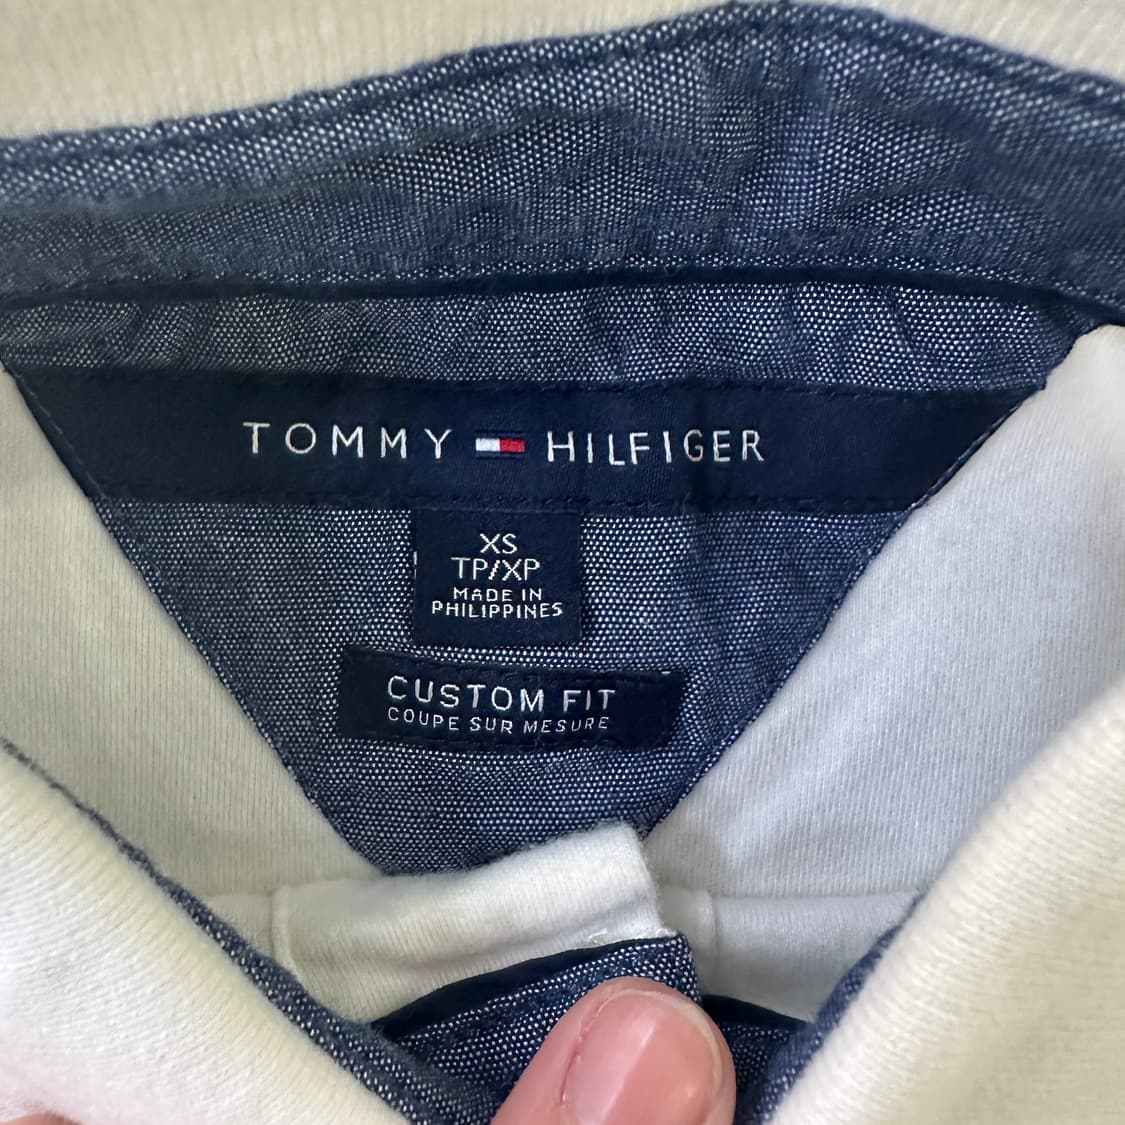 TOMMY HILFIGER
XS
TP/XP
MADE IN
PHILIPPINES
CUSTOM FIT
COUPE SUR MESURE